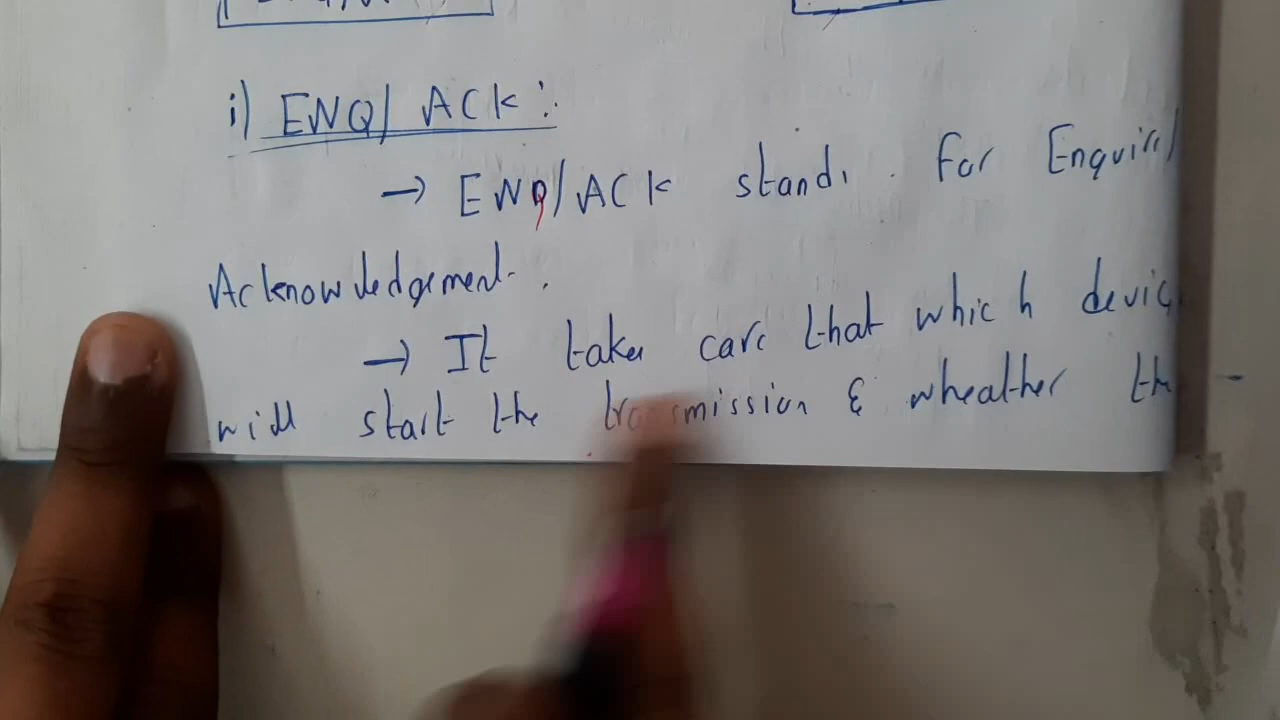 i) ENQ/ ACK :
→ ENQ/ACK stands for Enquiry/
Acknowledgement.
→ It takes care that which device
will start the transmission & wheather the